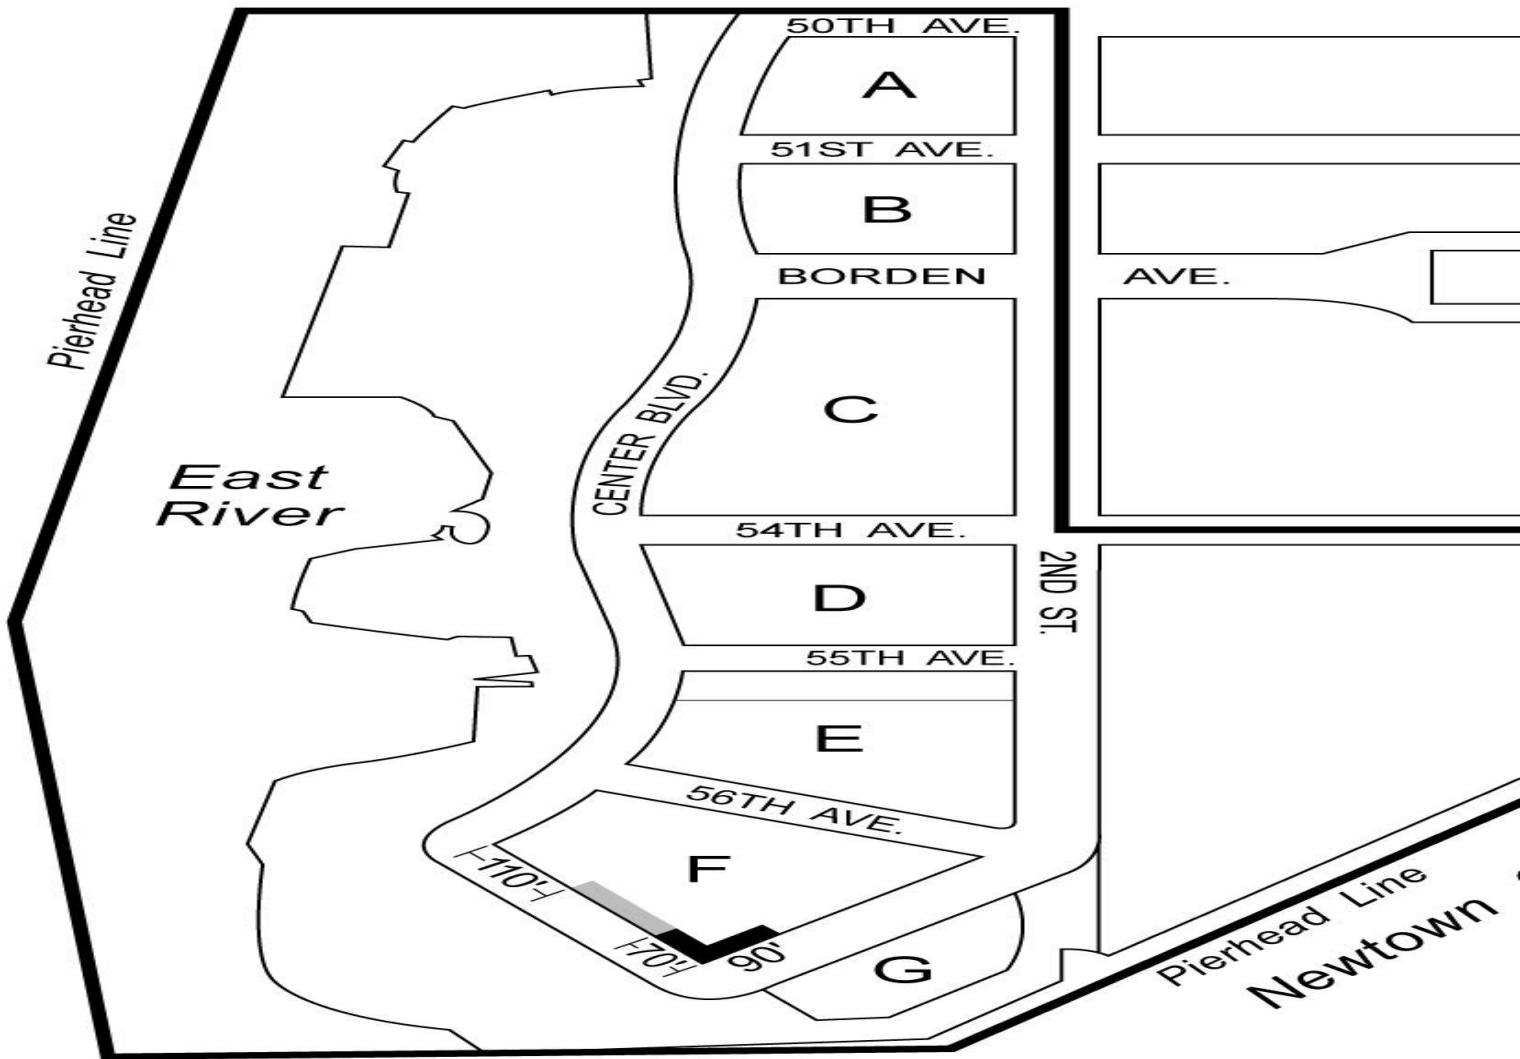 50TH AVE.
A
51ST AVE.
B
BORDEN AVE.
Pierhead Line
CENTER BLVD.
C
East
River
54TH AVE.
2ND ST.
D
55TH AVE.
E
56TH AVE.
F
110'
70'
90'
G
Pierhead Line
Newtown